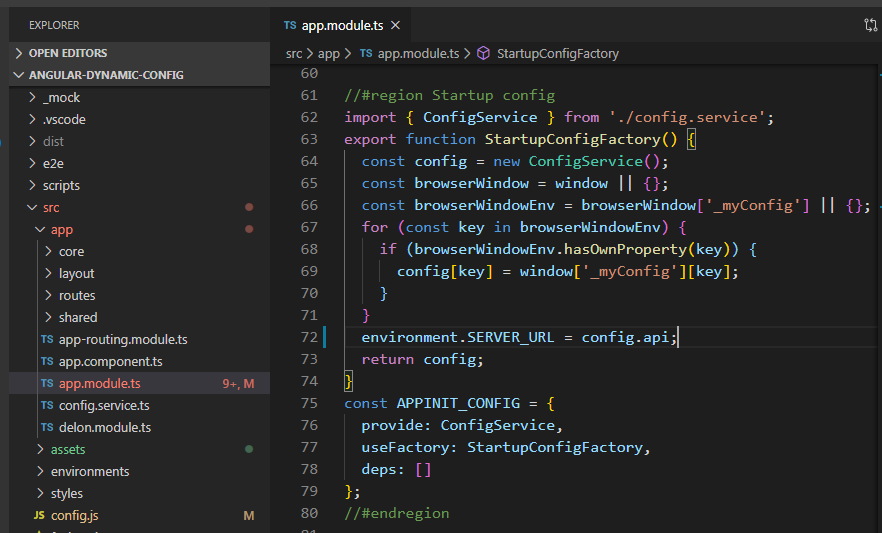 EXPLORER
OPEN EDITORS
ANGULAR-DYNAMIC-CONFIG
_mock
.vscode
dist
e2e
scripts
src
app
core
layout
routes
shared
TS app-routing.module.ts
TS app.component.ts
TS app.module.ts 9+, M
TS config.service.ts
TS delon.module.ts
assets
environments
styles
JS config.js M
TS app.module.ts ×
src > app > TS app.module.ts > StartupConfigFactory
60
61 //#region Startup config
62 import { ConfigService } from './config.service';
63 export function StartupConfigFactory() {
64 const config = new ConfigService();
65 const browserWindow = window || {};
66 const browserWindowEnv = browserWindow['_myConfig'] || {};
67 for (const key in browserWindowEnv) {
68 if (browserWindowEnv.hasOwnProperty(key)) {
69 config[key] = window['_myConfig'][key];
70 }
71 }
72 environment.SERVER_URL = config.api;
73 return config;
74 }
75 const APPINIT_CONFIG = {
76 provide: ConfigService,
77 useFactory: StartupConfigFactory,
78 deps: []
79 };
80 //#endregion